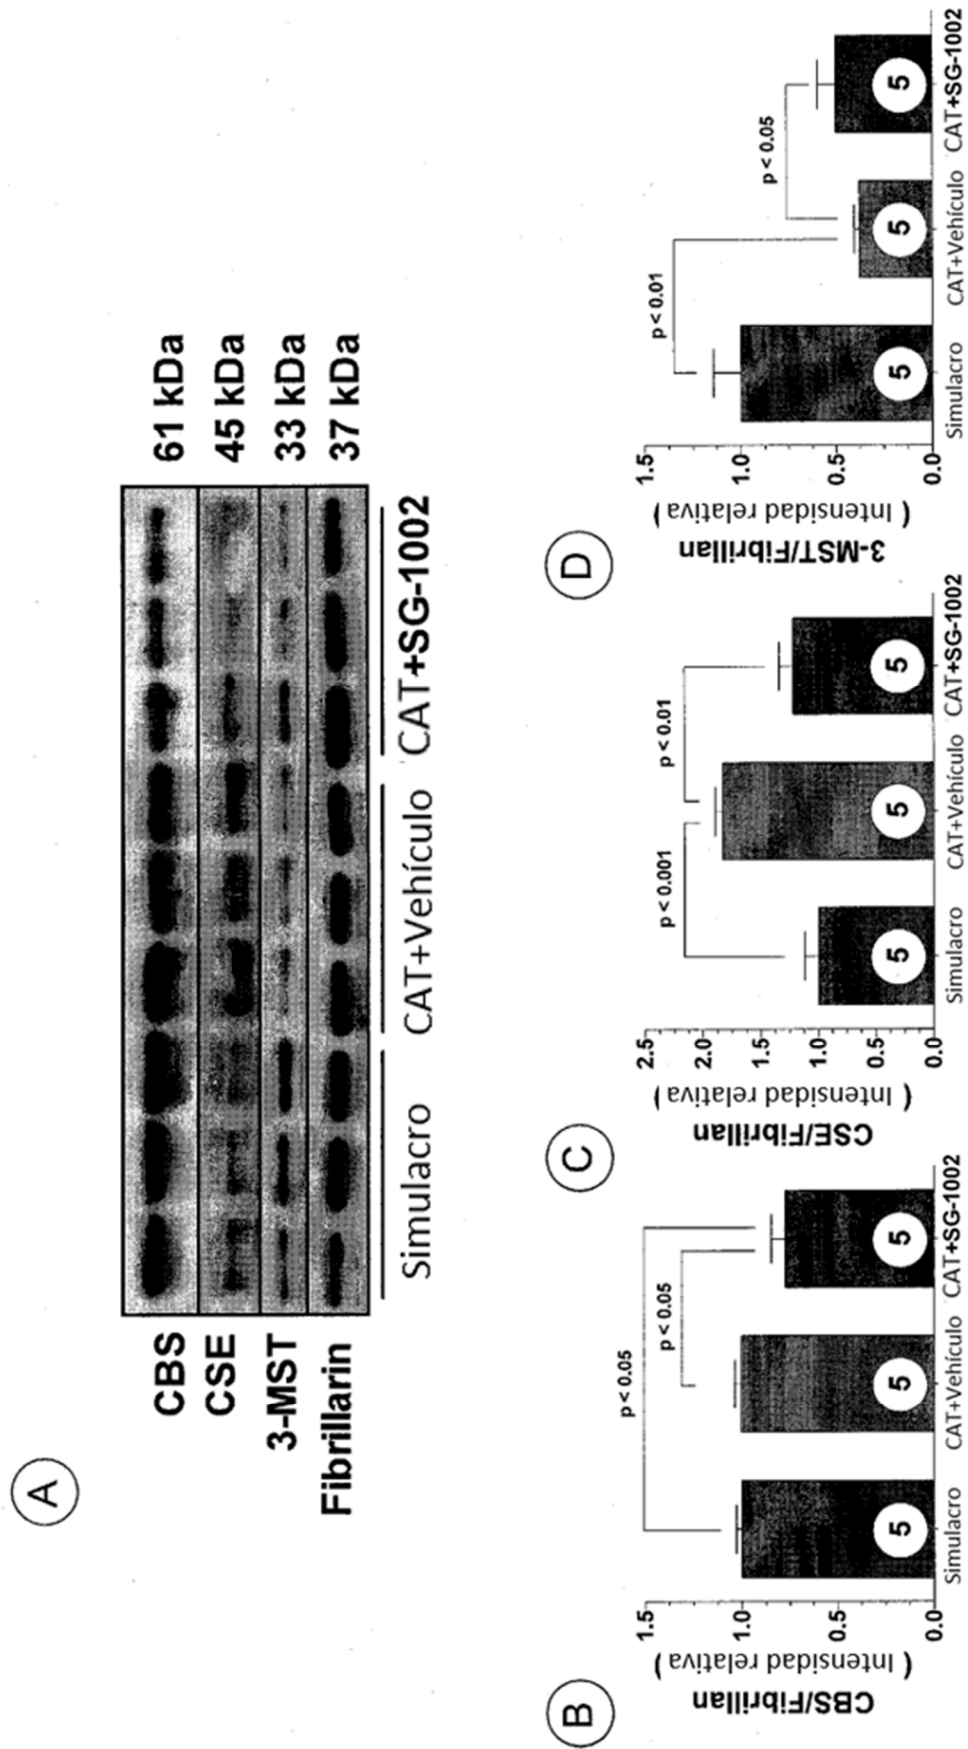 A
CBS 61 kDa
CSE 45 kDa
3-MST 33 kDa
Fibrillarin 37 kDa
Simulacro CAT+Vehículo CAT+SG-1002
B
CBS/Fibrillan
( Intensidad relativa )
1.5
1.0
0.5
0.0
p < 0.05
p < 0.05
5 5 5
Simulacro CAT+Vehículo CAT+SG-1002
C
CSE/Fibrillan
( Intensidad relativa )
2.5
2.0
1.5
1.0
0.5
0.0
p < 0.001 p < 0.01
5 5 5
Simulacro CAT+Vehículo CAT+SG-1002
D
3-MST/Fibrillan
( Intensidad relativa )
1.5
1.0
0.5
0.0
p < 0.01 p < 0.05
5 5 5
Simulacro CAT+Vehículo CAT+SG-1002